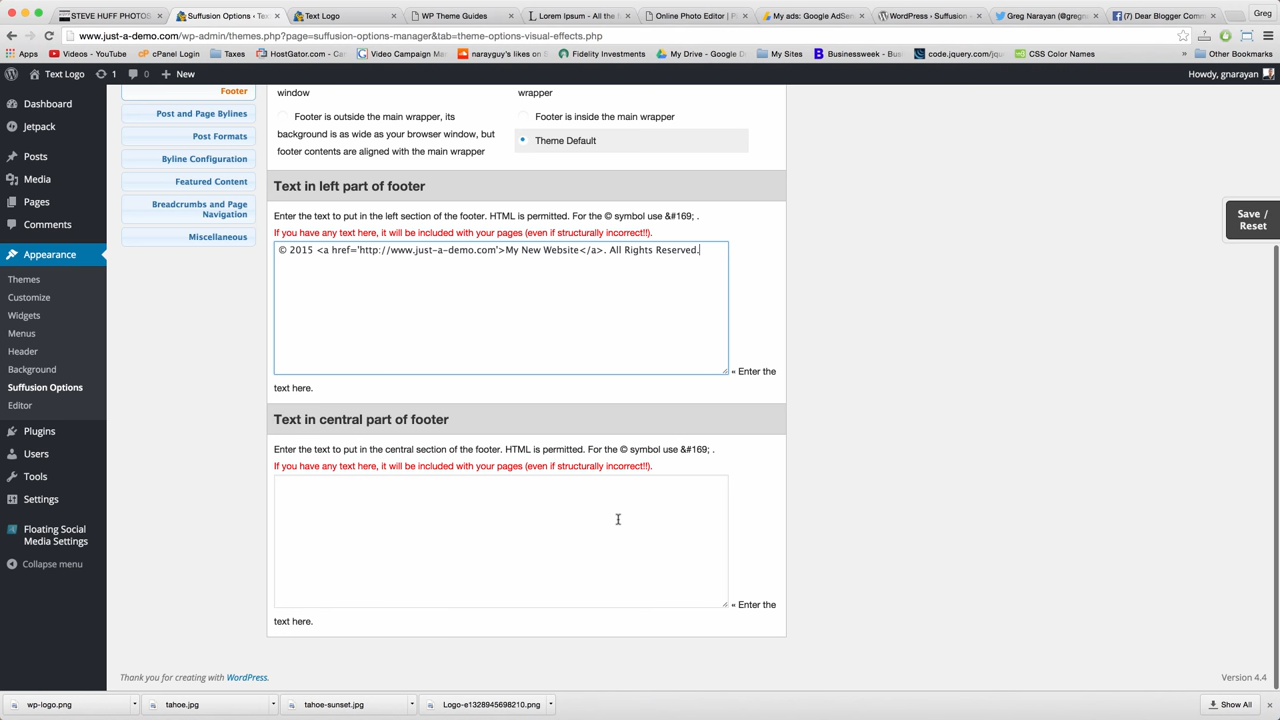 STEVE HUFF PHOTOG
Suffusion Options ‹ Text
Text Logo
WP Theme Guides
Lorem Ipsum - All the
Online Photo Editor | P
My ads: Google AdSen
WordPress › Suffusion
Greg Narayan (@gregn
(7) Dear Blogger Comm
Greg
www.just-a-demo.com/wp-admin/themes.php?page=suffusion-options-manager&tab=theme-options-visual-effects.php
Apps
Videos - YouTube
cPanel Login
Taxes
HostGator.com - Ca
Video Campaign Ma
narayguy's likes on S
Fidelity Investments
My Drive - Google D
My Sites
Businessweek - Busi
code.jquery.com/jqu
CSS Color Names
»
Other Bookmarks
Text Logo
1
0
New
Howdy, gnarayan
Dashboard
Jetpack
Posts
Media
Pages
Comments
Appearance
Themes
Customize
Widgets
Menus
Header
Background
Suffusion Options
Editor
Plugins
Users
Tools
Settings
Floating Social
Media Settings
Collapse menu
Footer
Post and Page Bylines
Post Formats
Byline Configuration
Featured Content
Breadcrumbs and Page
Navigation
Miscellaneous
window
wrapper
Footer is outside the main wrapper, its
background is as wide as your browser window, but
footer contents are aligned with the main wrapper
Footer is inside the main wrapper
Theme Default
Text in left part of footer
Enter the text to put in the left section of the footer. HTML is permitted. For the © symbol use &#169; .
If you have any text here, it will be included with your pages (even if structurally incorrect!!).
© 2015 <a href='http://www.just-a-demo.com'>My New Website</a>. All Rights Reserved.
« Enter the
text here.
Text in central part of footer
Enter the text to put in the central section of the footer. HTML is permitted. For the © symbol use &#169; .
If you have any text here, it will be included with your pages (even if structurally incorrect!!).
« Enter the
text here.
Save /
Reset
Thank you for creating with WordPress.
Version 4.4
wp-logo.png
tahoe.jpg
tahoe-sunset.jpg
Logo-e1328945698210.png
Show All